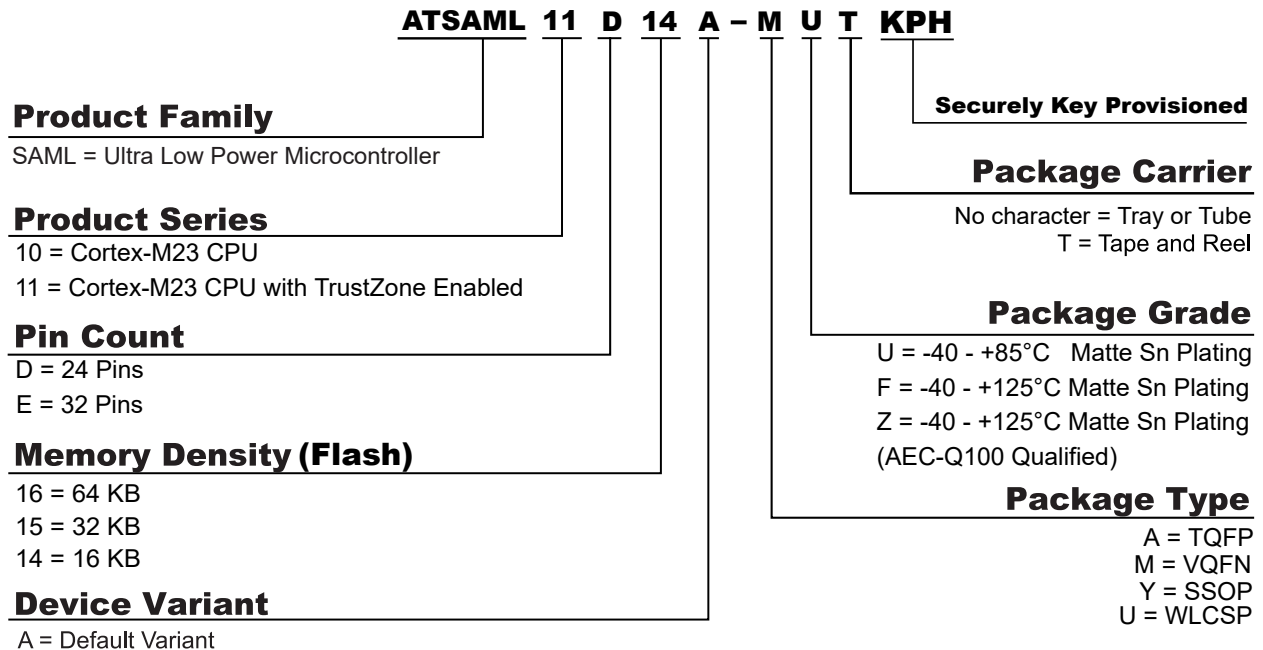 ATSAML 11 D 14 A – M U T KPH
Product Family
SAML = Ultra Low Power Microcontroller
Product Series
10 = Cortex-M23 CPU
11 = Cortex-M23 CPU with TrustZone Enabled
Pin Count
D = 24 Pins
E = 32 Pins
Memory Density (Flash)
16 = 64 KB
15 = 32 KB
14 = 16 KB
Device Variant
A = Default Variant
Securely Key Provisioned
Package Carrier
No character = Tray or Tube
T = Tape and Reel
Package Grade
U = -40 - +85°C Matte Sn Plating
F = -40 - +125°C Matte Sn Plating
Z = -40 - +125°C Matte Sn Plating
(AEC-Q100 Qualified)
Package Type
A = TQFP
M = VQFN
Y = SSOP
U = WLCSP